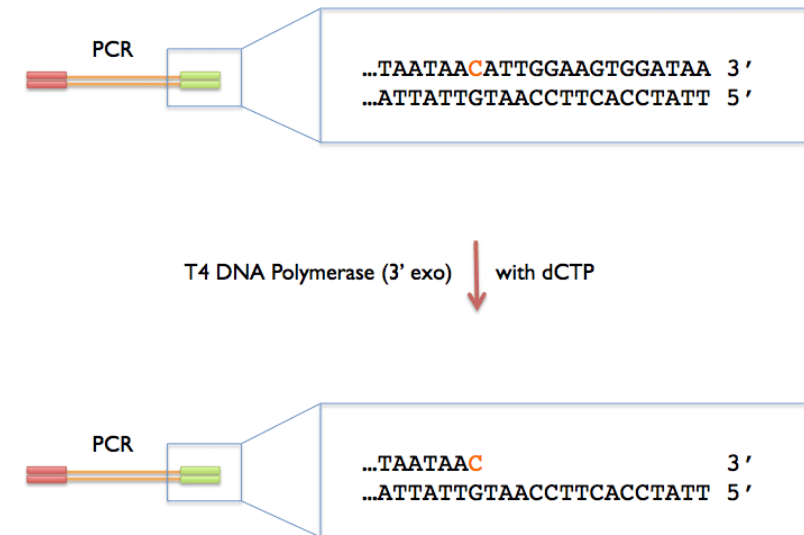 PCR
…TAATAACATTGGAAGTGGATAA 3’
…ATTATTGTAACCTTCACCTATT 5’
T4 DNA Polymerase (3’ exo) with dCTP
PCR
…TAATAAC 3’
…ATTATTGTAACCTTCACCTATT 5’